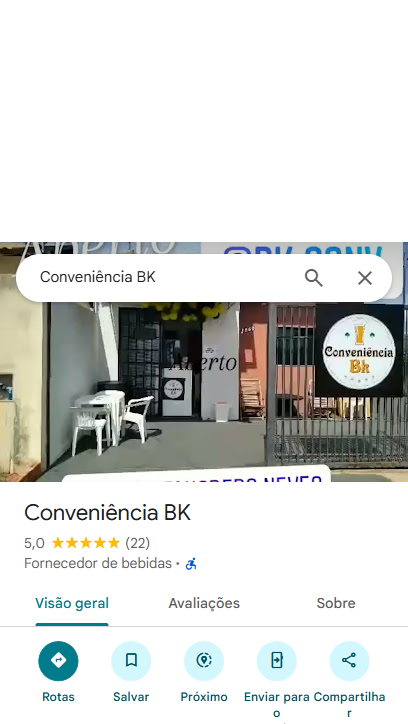 Conveniência BK
Aberto
Conveniência
Bk
Conveniência BK
5,0 ★★★★★ (22)
Fornecedor de bebidas ·
Visão geral
Avaliações
Sobre
Rotas
Salvar
Próximo
Enviar para
o
Compartilha
r